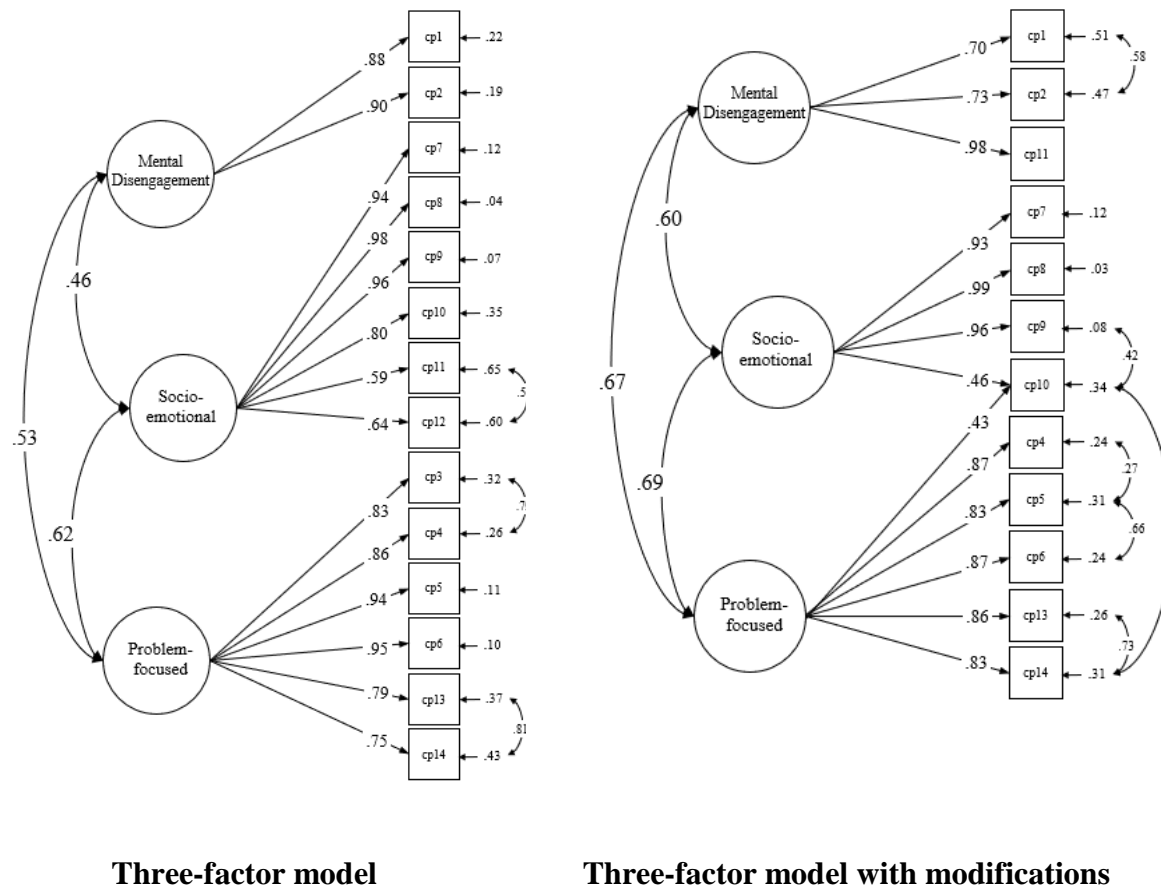 cp1
.22
.88
cp2
.19
.90
cp7
.12
.94
Mental
Disengagement
cp8
.04
.98
cp9
.07
.96
.46
cp10
.35
.80
cp11
.65
.59
cp12
.60
.64
Socio-
emotional
.53
cp3
.32
.83
cp4
.26
.86
.62
cp5
.11
.94
cp6
.10
.95
Problem-
focused
cp13
.37
.79
.81
cp14
.43
.75
Three-factor model
cp1
.51
.70
.58
cp2
.47
.73
Mental
Disengagement
cp11
.98
cp7
.12
.93
.60
cp8
.03
.99
cp9
.08
.96
Socio-
emotional
.42
cp10
.34
.46
.67
.43
cp4
.24
.87
.27
cp5
.31
.83
.69
.66
cp6
.24
.87
Problem-
focused
cp13
.26
.86
.73
cp14
.31
.83
Three-factor model with modifications